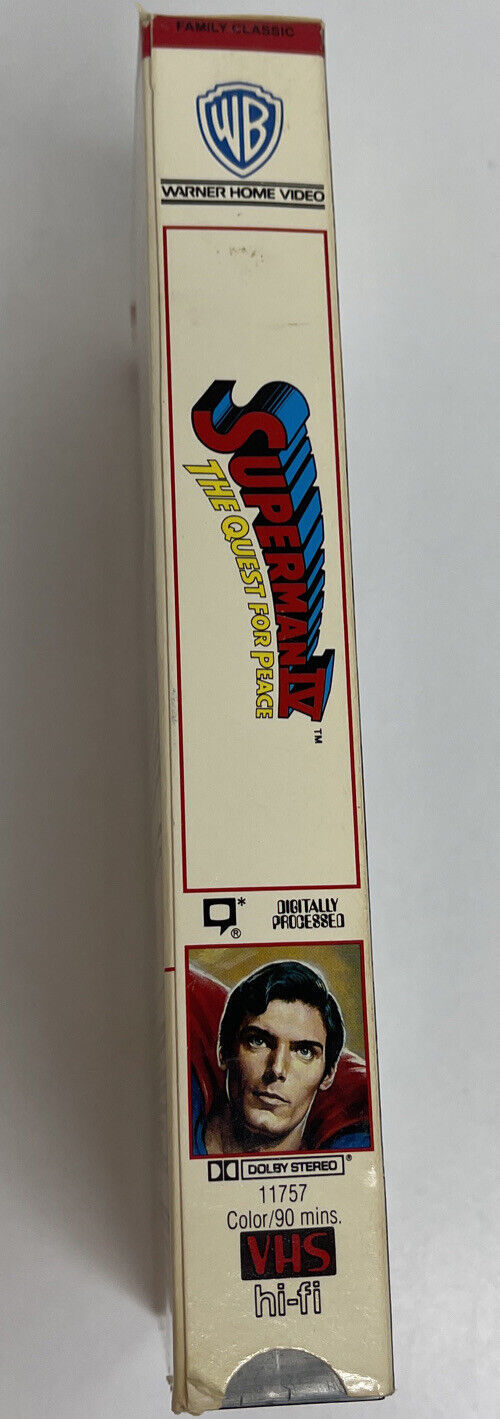 FAMILY CLASSIC
WB
WARNER HOME VIDEO
SUPERMAN IV
THE QUEST FOR PEACE
TM
*
®
DIGITALLY
PROCESSED
DOLBY STEREO ®
11757
Color/90 mins.
VHS
hi-fi